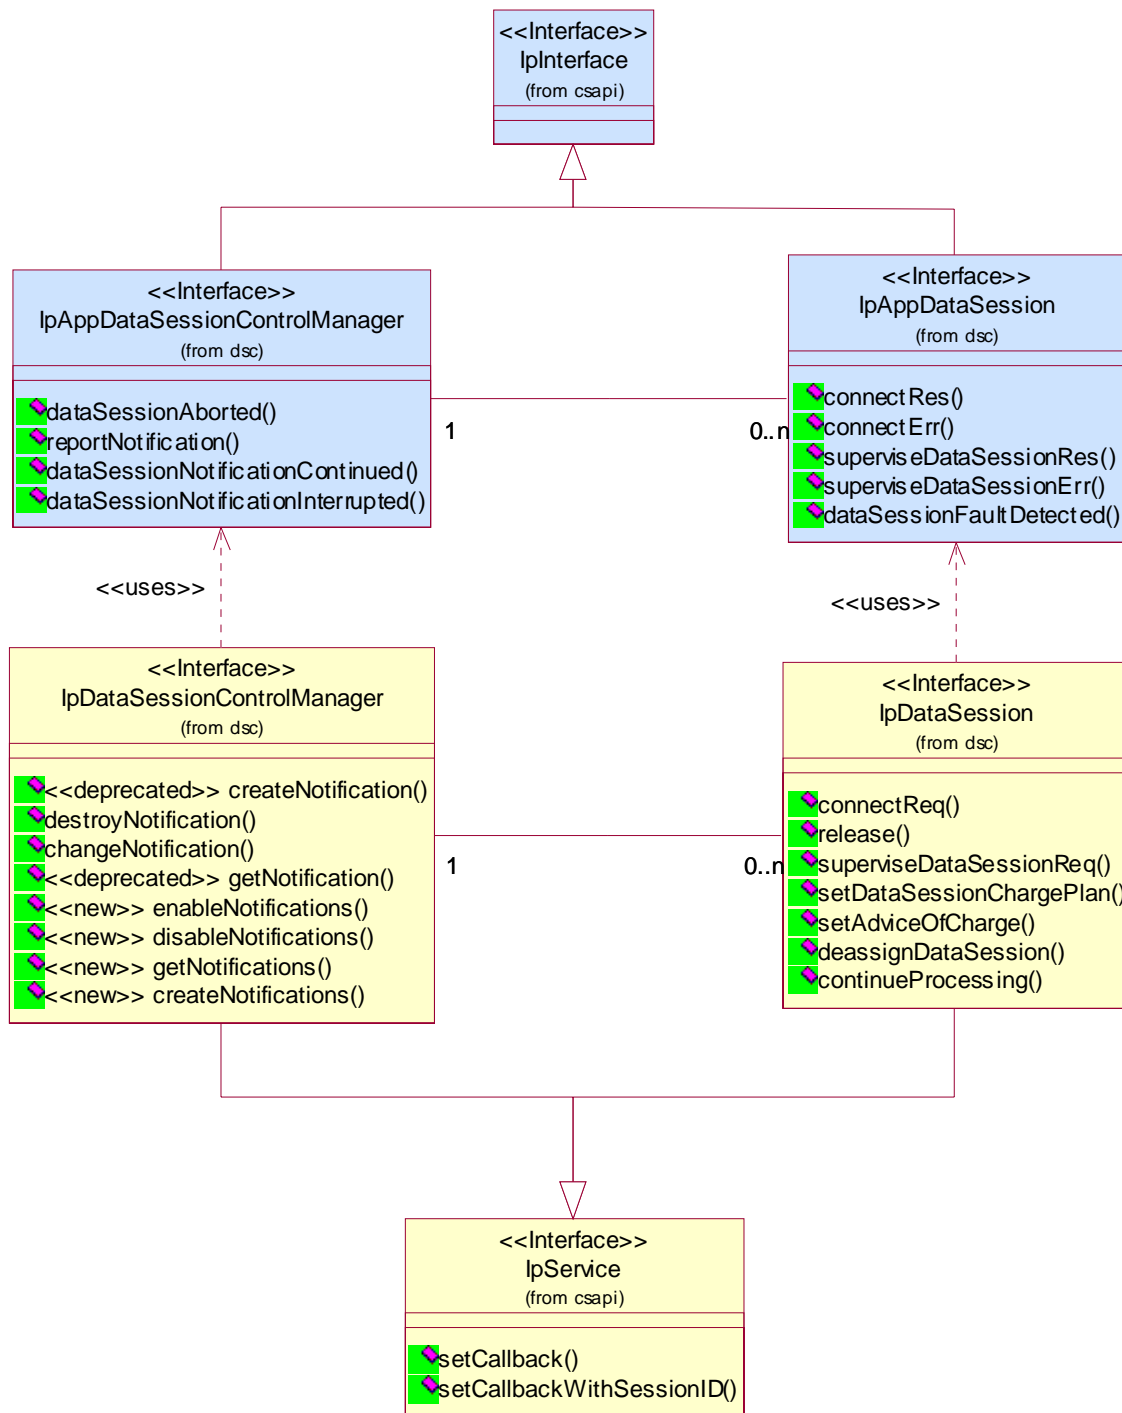 <<Interface>>
IpInterface
(from csapi)
<<Interface>>
IpAppDataSessionControlManager
(from dsc)
dataSessionAborted()
reportNotification()
dataSessionNotificationContinued()
dataSessionNotificationInterrupted()
<<Interface>>
IpAppDataSession
(from dsc)
connectRes()
connectErr()
superviseDataSessionRes()
superviseDataSessionErr()
dataSessionFaultDetected()
1
0..n
<<uses>>
<<uses>>
<<Interface>>
IpDataSessionControlManager
(from dsc)
<<deprecated>> createNotification()
destroyNotification()
changeNotification()
<<deprecated>> getNotification()
<<new>> enableNotifications()
<<new>> disableNotifications()
<<new>> getNotifications()
<<new>> createNotifications()
<<Interface>>
IpDataSession
(from dsc)
connectReq()
release()
superviseDataSessionReq()
setDataSessionChargePlan()
setAdviceOfCharge()
deassignDataSession()
continueProcessing()
1
0..n
<<Interface>>
IpService
(from csapi)
setCallback()
setCallbackWithSessionID()